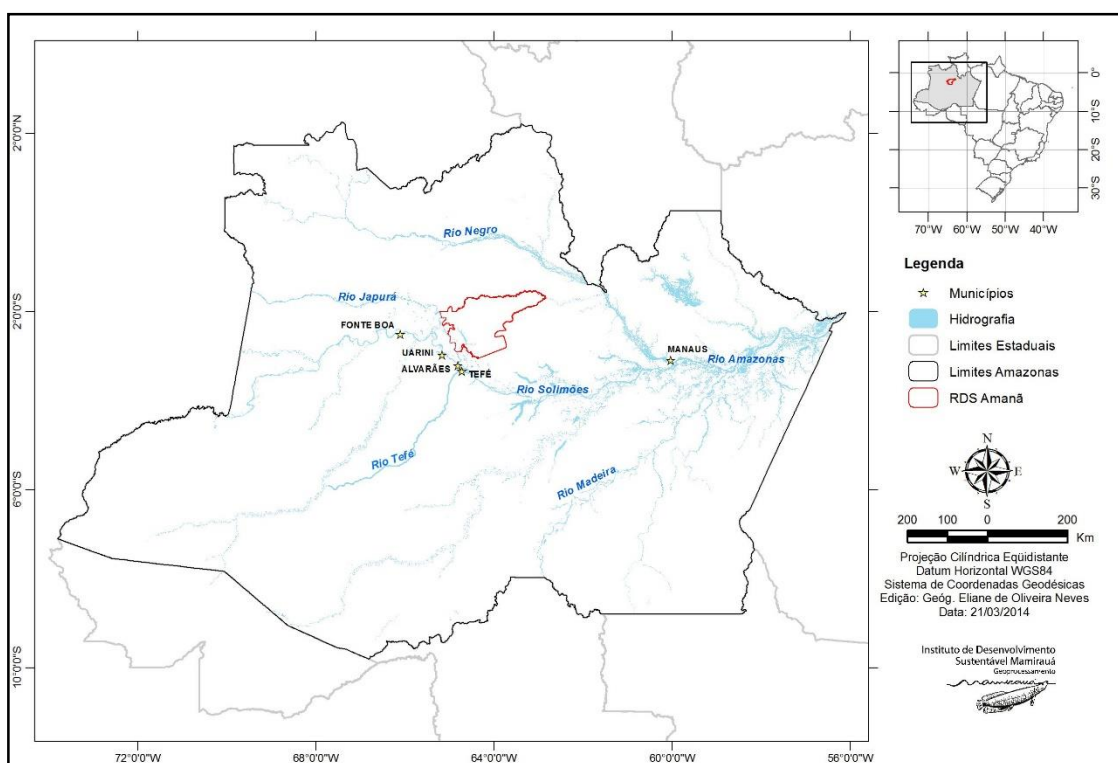 2°0'0"N
2°0'0"S
6°0'0"S
10°0'0"S
72°0'0"W
68°0'0"W
64°0'0"W
60°0'0"W
56°0'0"W
Rio Negro
Rio Japurá
FONTE BOA
UARINI
ALVARÃES
TEFÉ
MANAUS
Rio Amazonas
Rio Solimões
Rio Tefé
Rio Madeira
0°
10°S
20°S
30°S
70°W 60°W 50°W 40°W
Legenda
Municípios
Hidrografia
Limites Estaduais
Limites Amazonas
RDS Amanã
N
W E
S
200 100 0 200
Km
Projeção Cilíndrica Eqüidistante
Datum Horizontal WGS84
Sistema de Coordenadas Geodésicas
Edição: Geóg. Eliane de Oliveira Neves
Data: 21/03/2014
Instituto de Desenvolvimento
Sustentável Mamirauá
Geoprocessamento